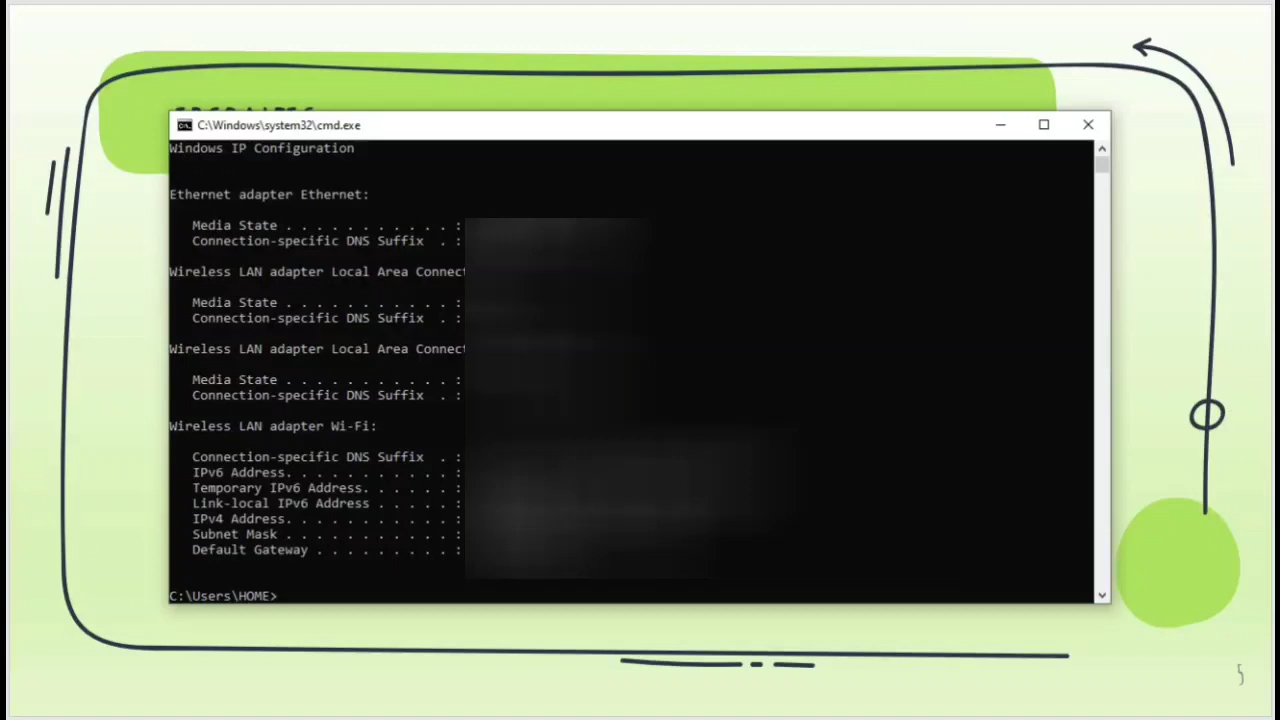 C:\Windows\system32\cmd.exe
Windows IP Configuration
Ethernet adapter Ethernet:
Media State . . . . . . . . . . . :
Connection-specific DNS Suffix  . :
Wireless LAN adapter Local Area Connect
Media State . . . . . . . . . . . :
Connection-specific DNS Suffix  . :
Wireless LAN adapter Local Area Connect
Media State . . . . . . . . . . . :
Connection-specific DNS Suffix  . :
Wireless LAN adapter Wi-Fi:
Connection-specific DNS Suffix  . :
IPv6 Address. . . . . . . . . . . :
Temporary IPv6 Address. . . . . . :
Link-local IPv6 Address . . . . . :
IPv4 Address. . . . . . . . . . . :
Subnet Mask . . . . . . . . . . . :
Default Gateway . . . . . . . . . :
C:\Users\HOME>
5